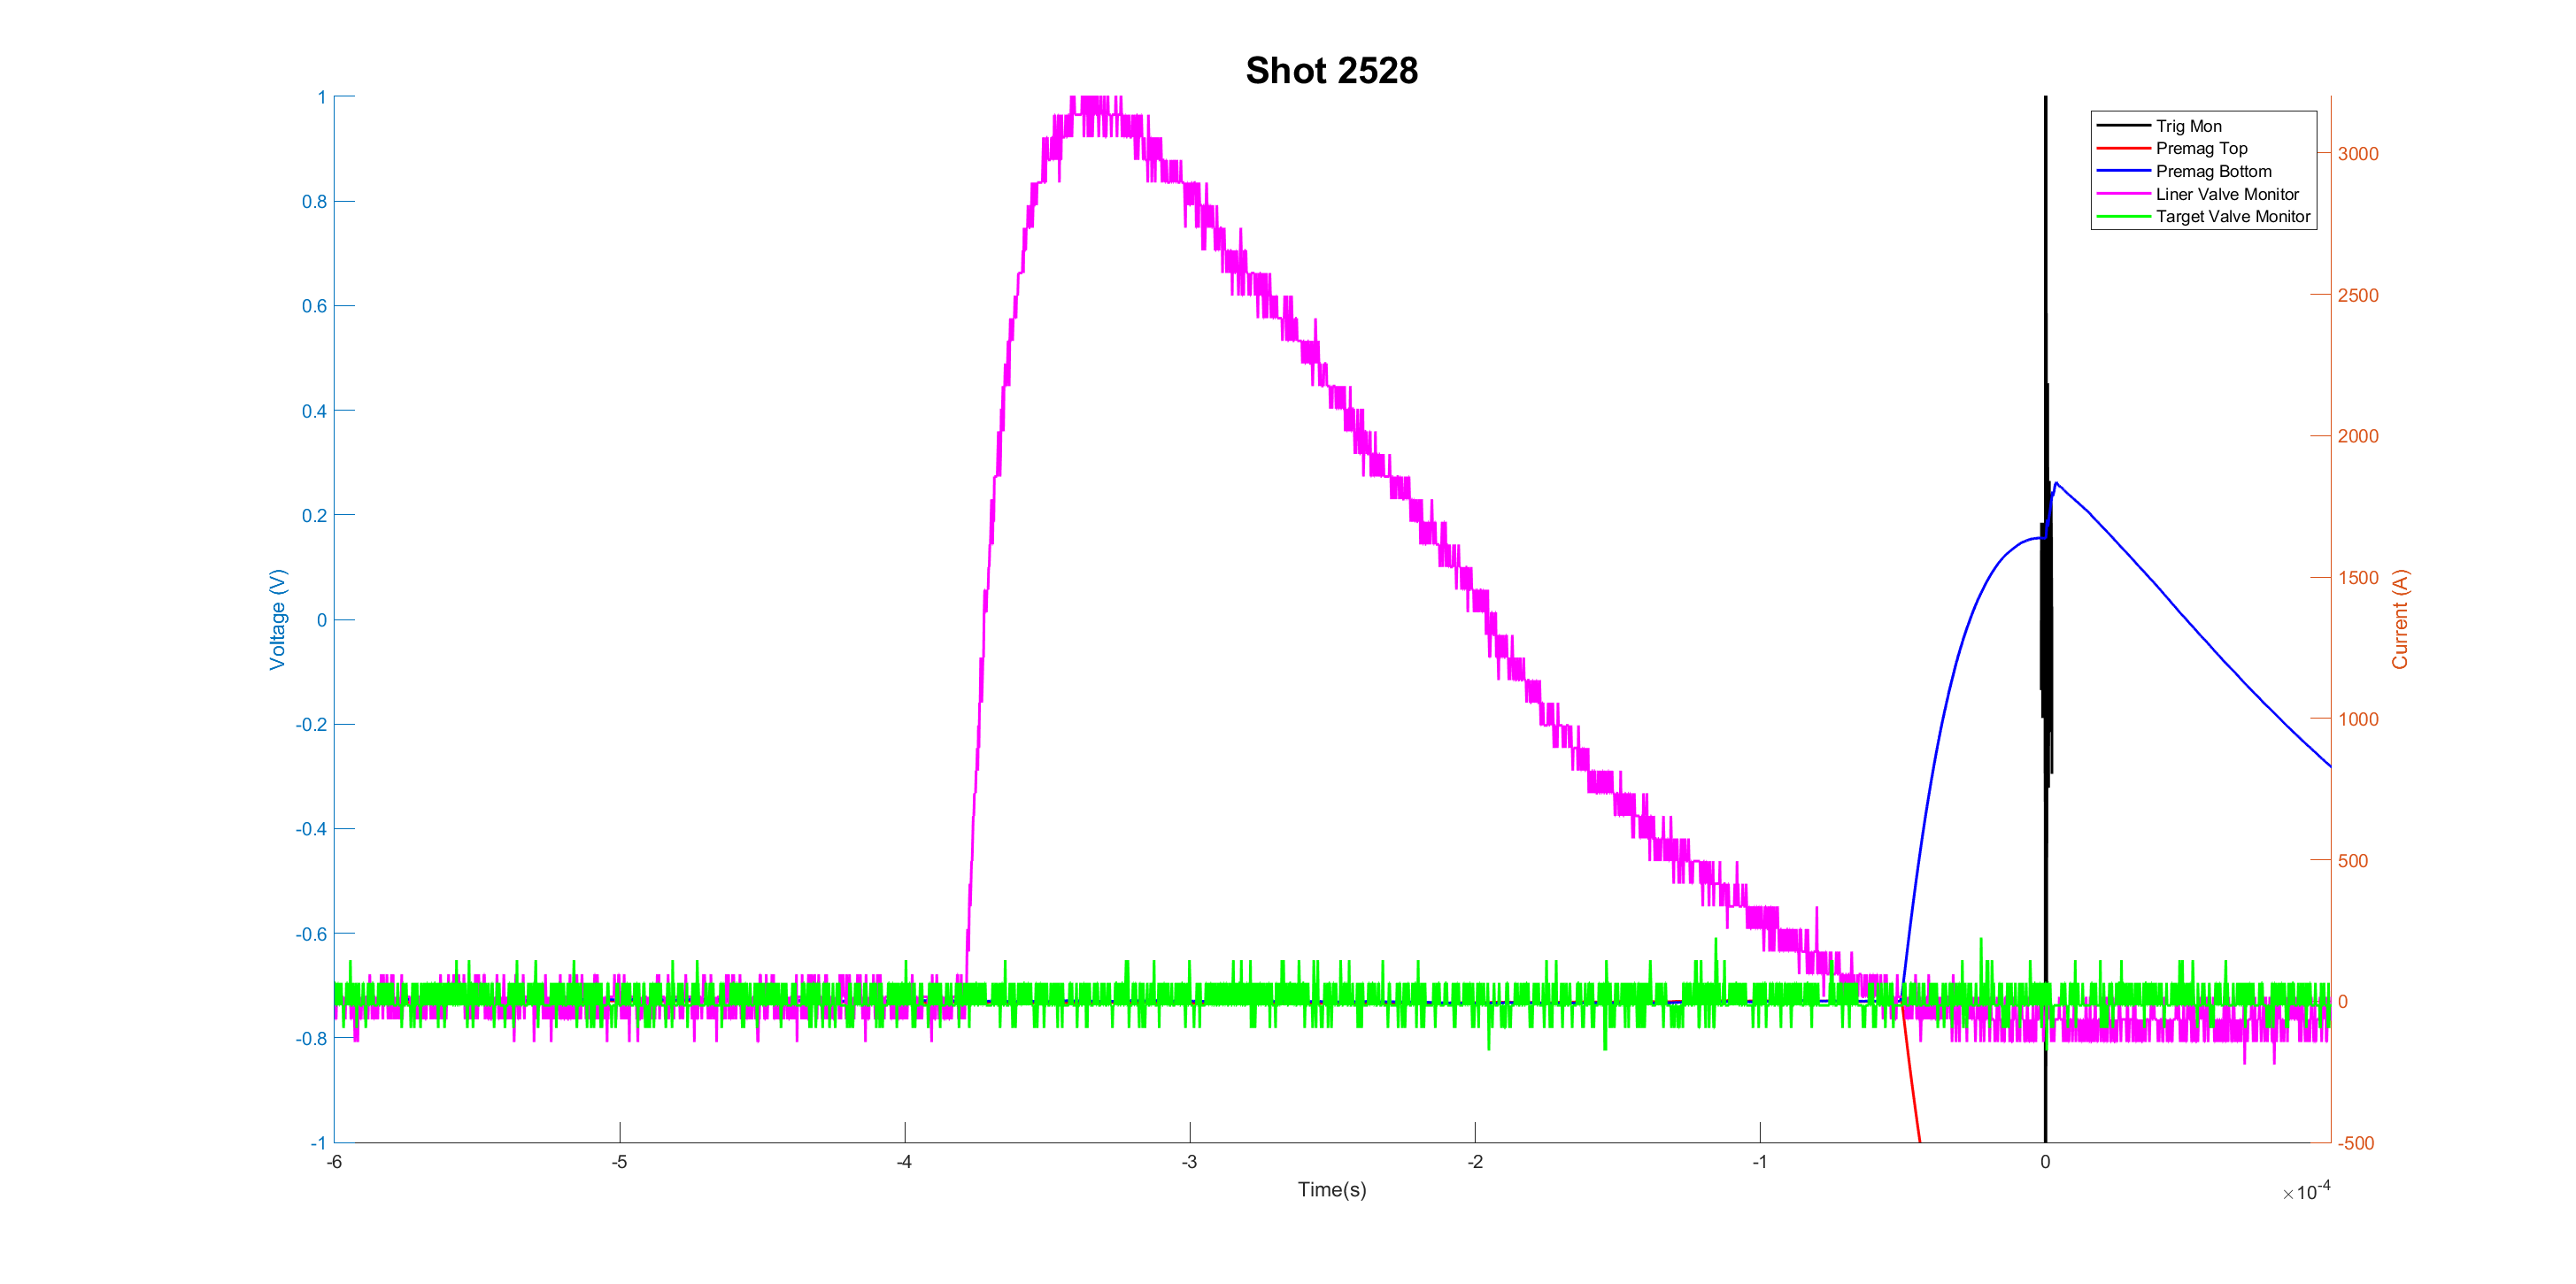 Shot 2528
1
0.8
0.6
0.4
0.2
0
-0.2
-0.4
-0.6
-0.8
-1
Voltage (V)
Trig Mon
Premag Top
Premag Bottom
Liner Valve Monitor
Target Valve Monitor
3000
2500
2000
1500
1000
500
0
-500
Current (A)
-6 -5 -4 -3 -2 -1 0
Time(s)
×10-4